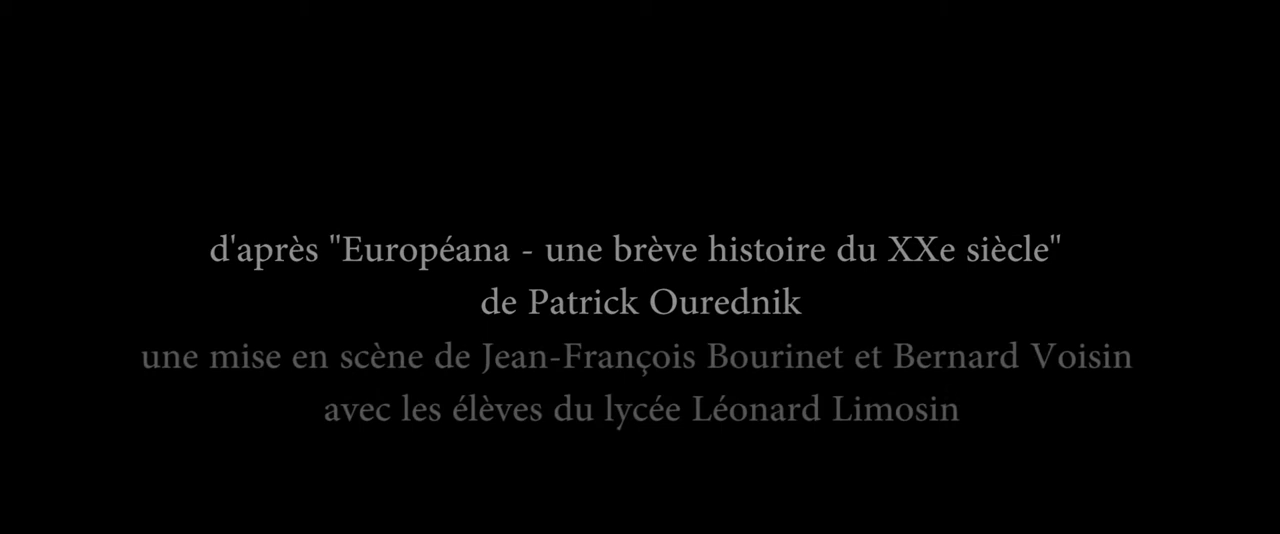 d'après "Européana - une brève histoire du XXe siècle"
de Patrick Ourednik
une mise en scène de Jean-François Bourinet et Bernard Voisin
avec les élèves du lycée Léonard Limosin